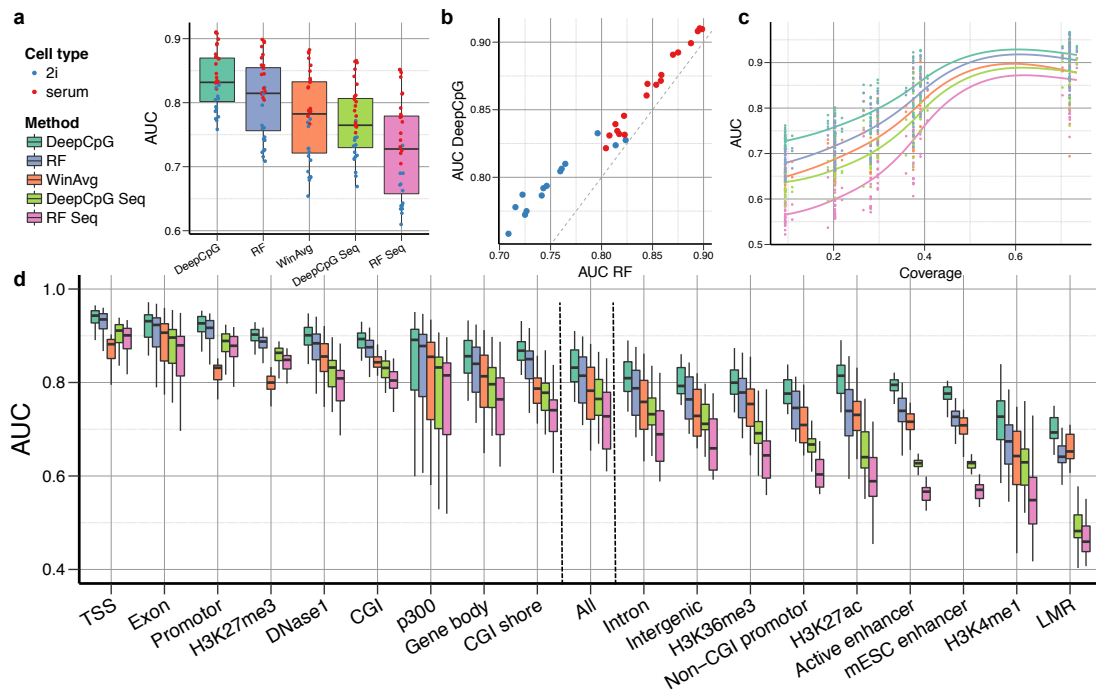 a
Cell type
2i
serum
Method
DeepCpG
RF
WinAvg
DeepCpG Seq
RF Seq
AUC
0.9
0.8
0.7
0.6
DeepCpG
RF
WinAvg
DeepCpG Seq
RF Seq
b
AUC DeepCpG
0.90
0.85
0.80
0.70
0.75
0.80
0.85
0.90
AUC RF
c
AUC
0.9
0.8
0.7
0.6
0.5
0.2
0.4
0.6
Coverage
d
AUC
1.0
0.8
0.6
0.4
TSS
Exon
Promotor
H3K27me3
DNase1
CGI
p300
Gene body
CGI shore
All
Intron
Intergenic
H3K36me3
Non−CGI promotor
H3K27ac
Active enhancer
mESC enhancer
H3K4me1
LMR